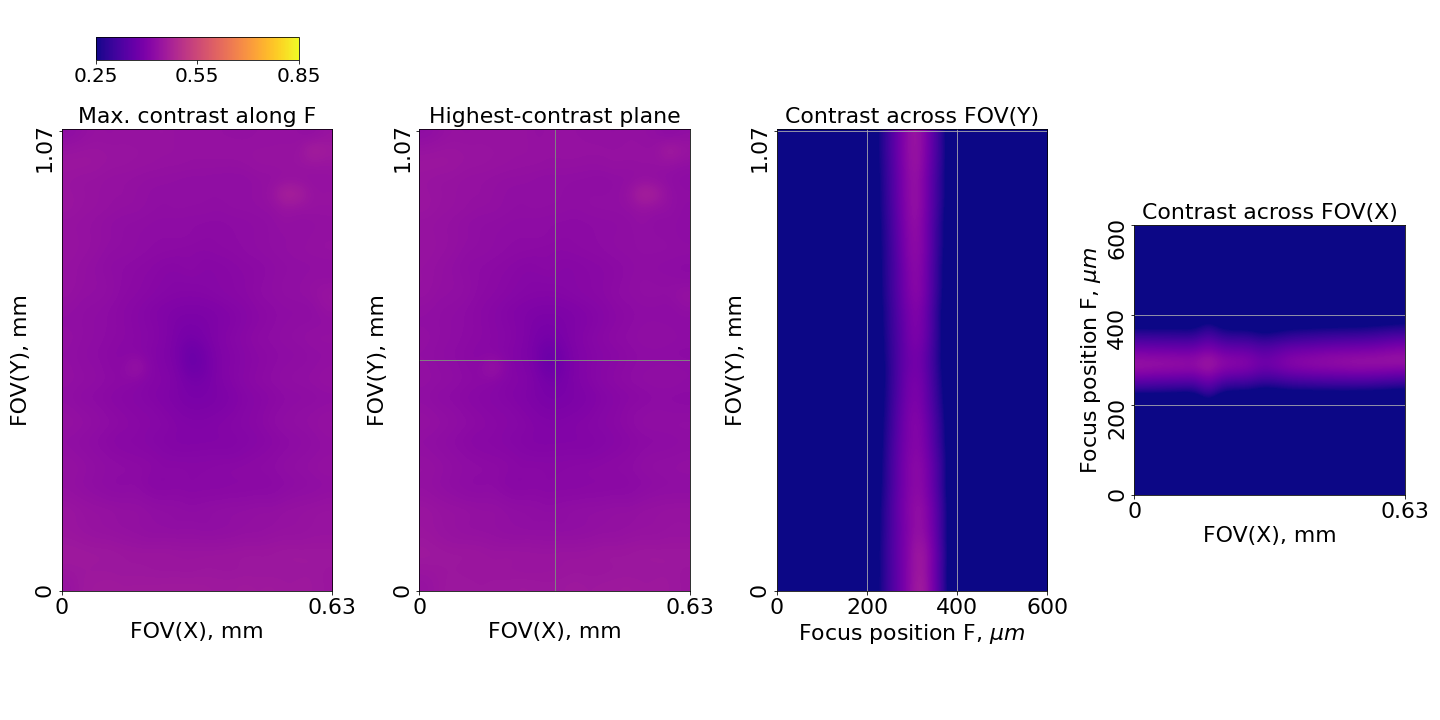 0.25 0.55 0.85
Max. contrast along F
1.07
FOV(Y), mm
0
0 0.63
FOV(X), mm
Highest-contrast plane
1.07
FOV(Y), mm
0
0 0.63
FOV(X), mm
Contrast across FOV(Y)
1.07
FOV(Y), mm
0
0 200 400 600
Focus position F, μm
Contrast across FOV(X)
600
400
200
0
Focus position F, μm
0 0.63
FOV(X), mm